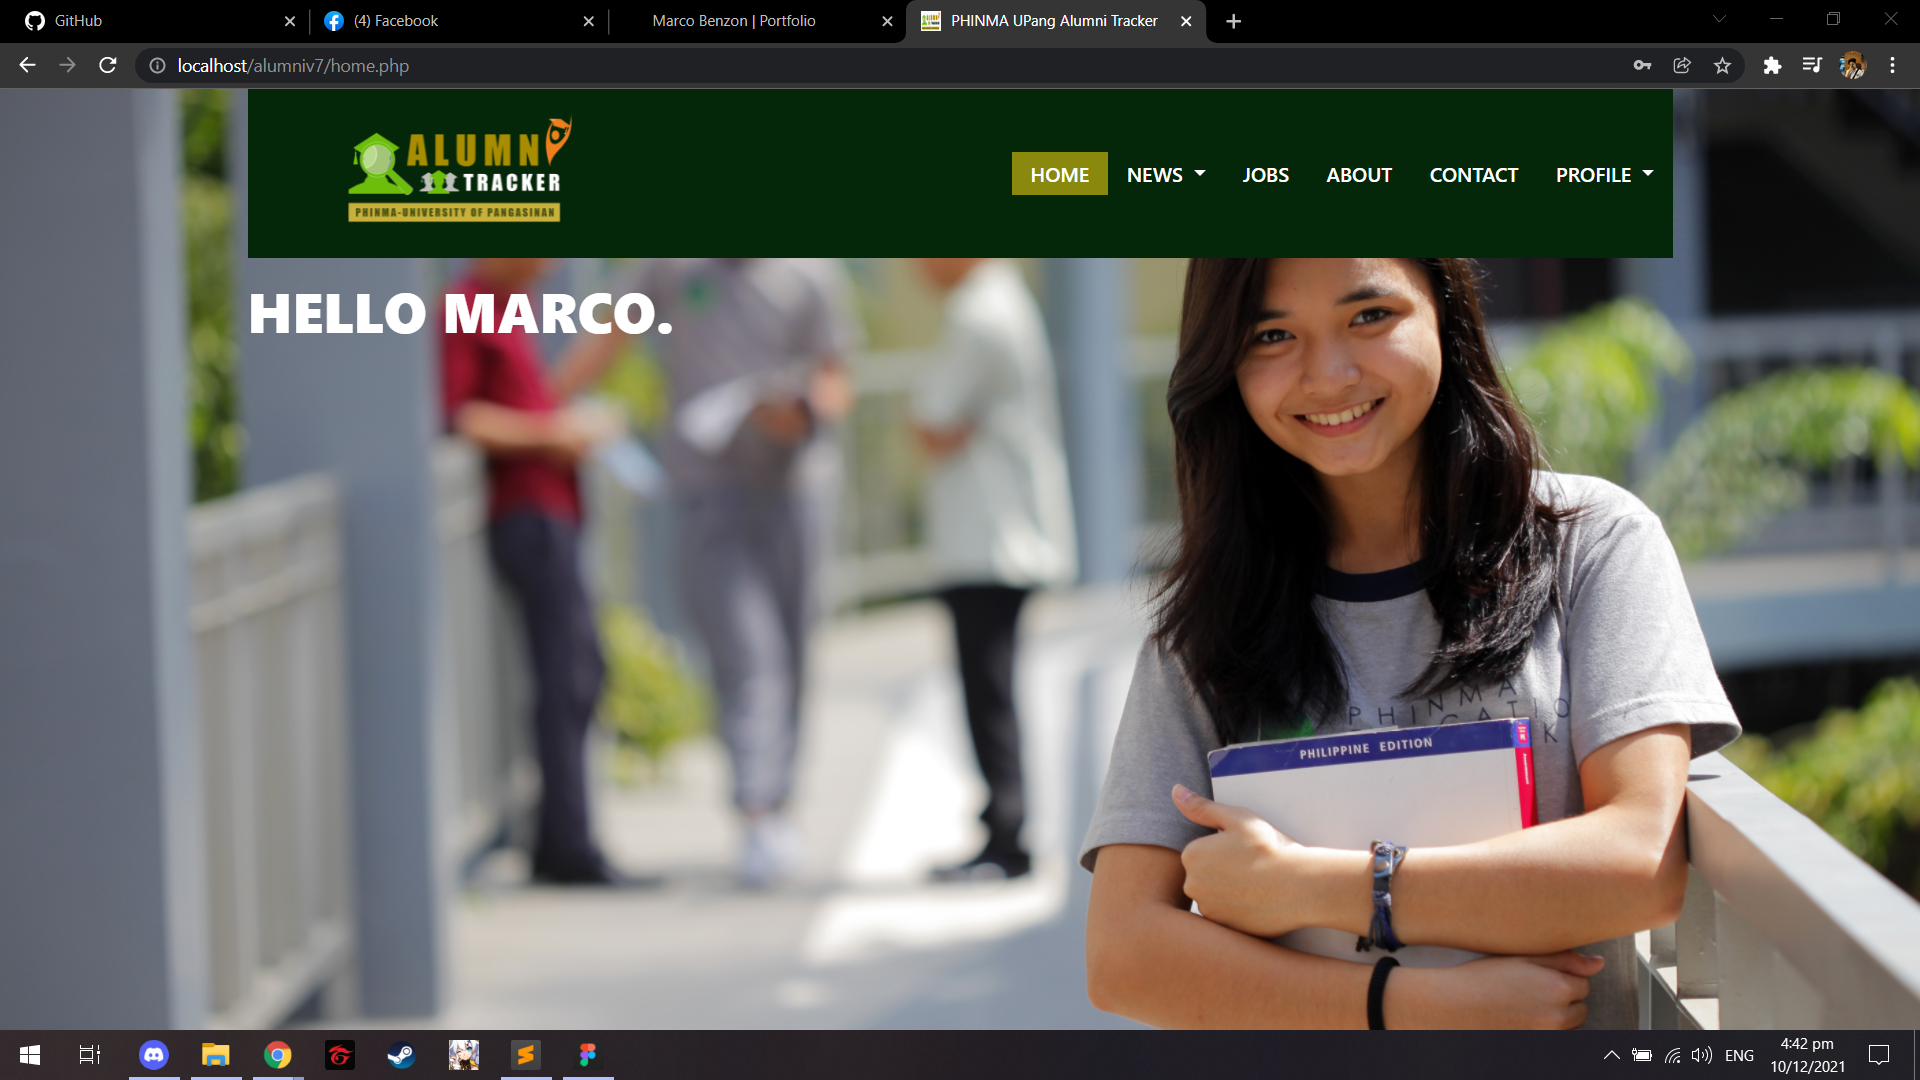 GitHub
(4) Facebook
Marco Benzon | Portfolio
PHINMA UPang Alumni Tracker
localhost/alumniv7/home.php
ALUMNI
TRACKER
PHINMA-UNIVERSITY OF PANGASINAN
HOME
NEWS
JOBS
ABOUT
CONTACT
PROFILE
HELLO MARCO.
PHINMA
PHILIPPINE EDITION
ENG
4:42 pm
10/12/2021